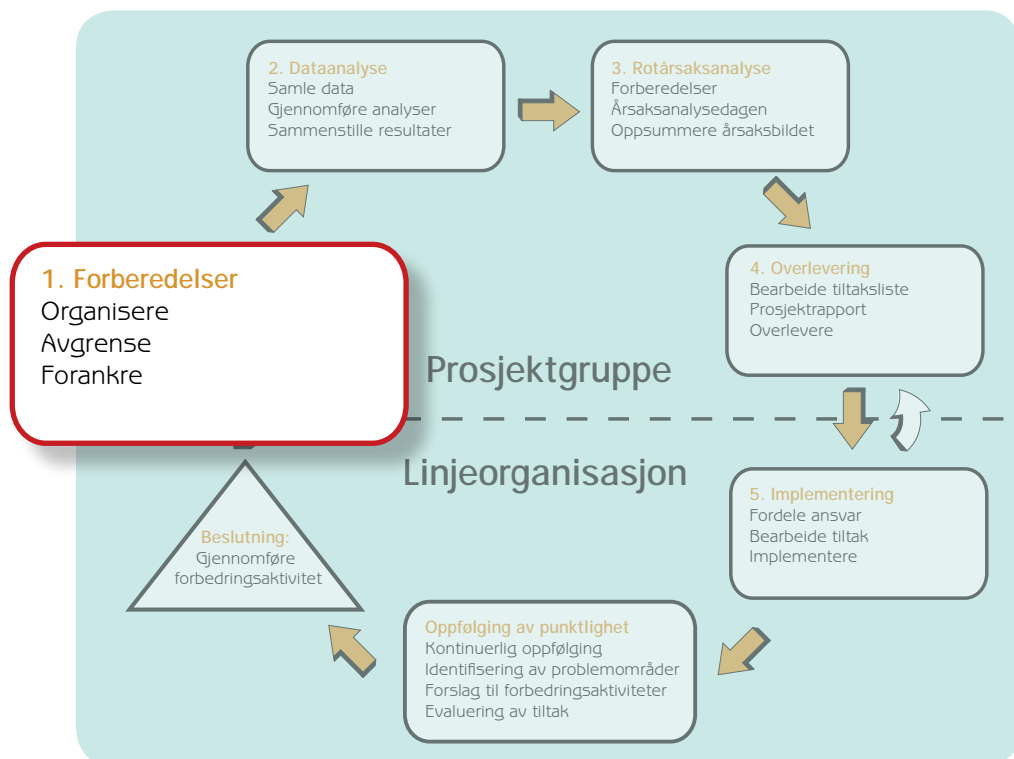 2. Dataanalyse
Samle data
Gjennomføre analyser
Sammenstille resultater
3. Rotårsaksanalyse
Forberedelser
Årsaksanalysedagen
Oppsummere årsaksbildet
1. Forberedelser
Organisere
Avgrense
Forankre
4. Overlevering
Bearbeide tiltaksliste
Prosjektrapport
Overlevere
Prosjektgruppe
Linjeorganisasjon
5. Implementering
Fordele ansvar
Bearbeide tiltak
Implementere
Beslutning:
Gjennomføre
forbedringsaktivitet
Oppfølging av punktlighet
Kontinuerlig oppfølging
Identifisering av problemområder
Forslag til forbedringsaktiviteter
Evaluering av tiltak